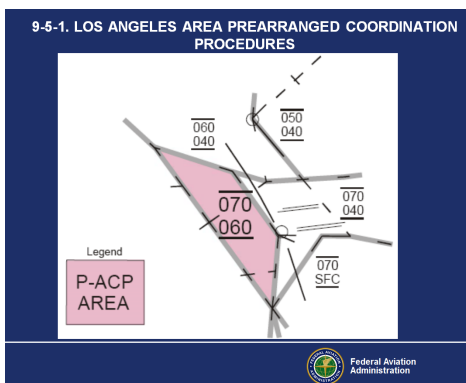 9-5-1. LOS ANGELES AREA PREARRANGED COORDINATION
PROCEDURES
060
040
050
040
070
060
070
040
070
SFC
Legend
P-ACP
AREA
Federal Aviation
Administration